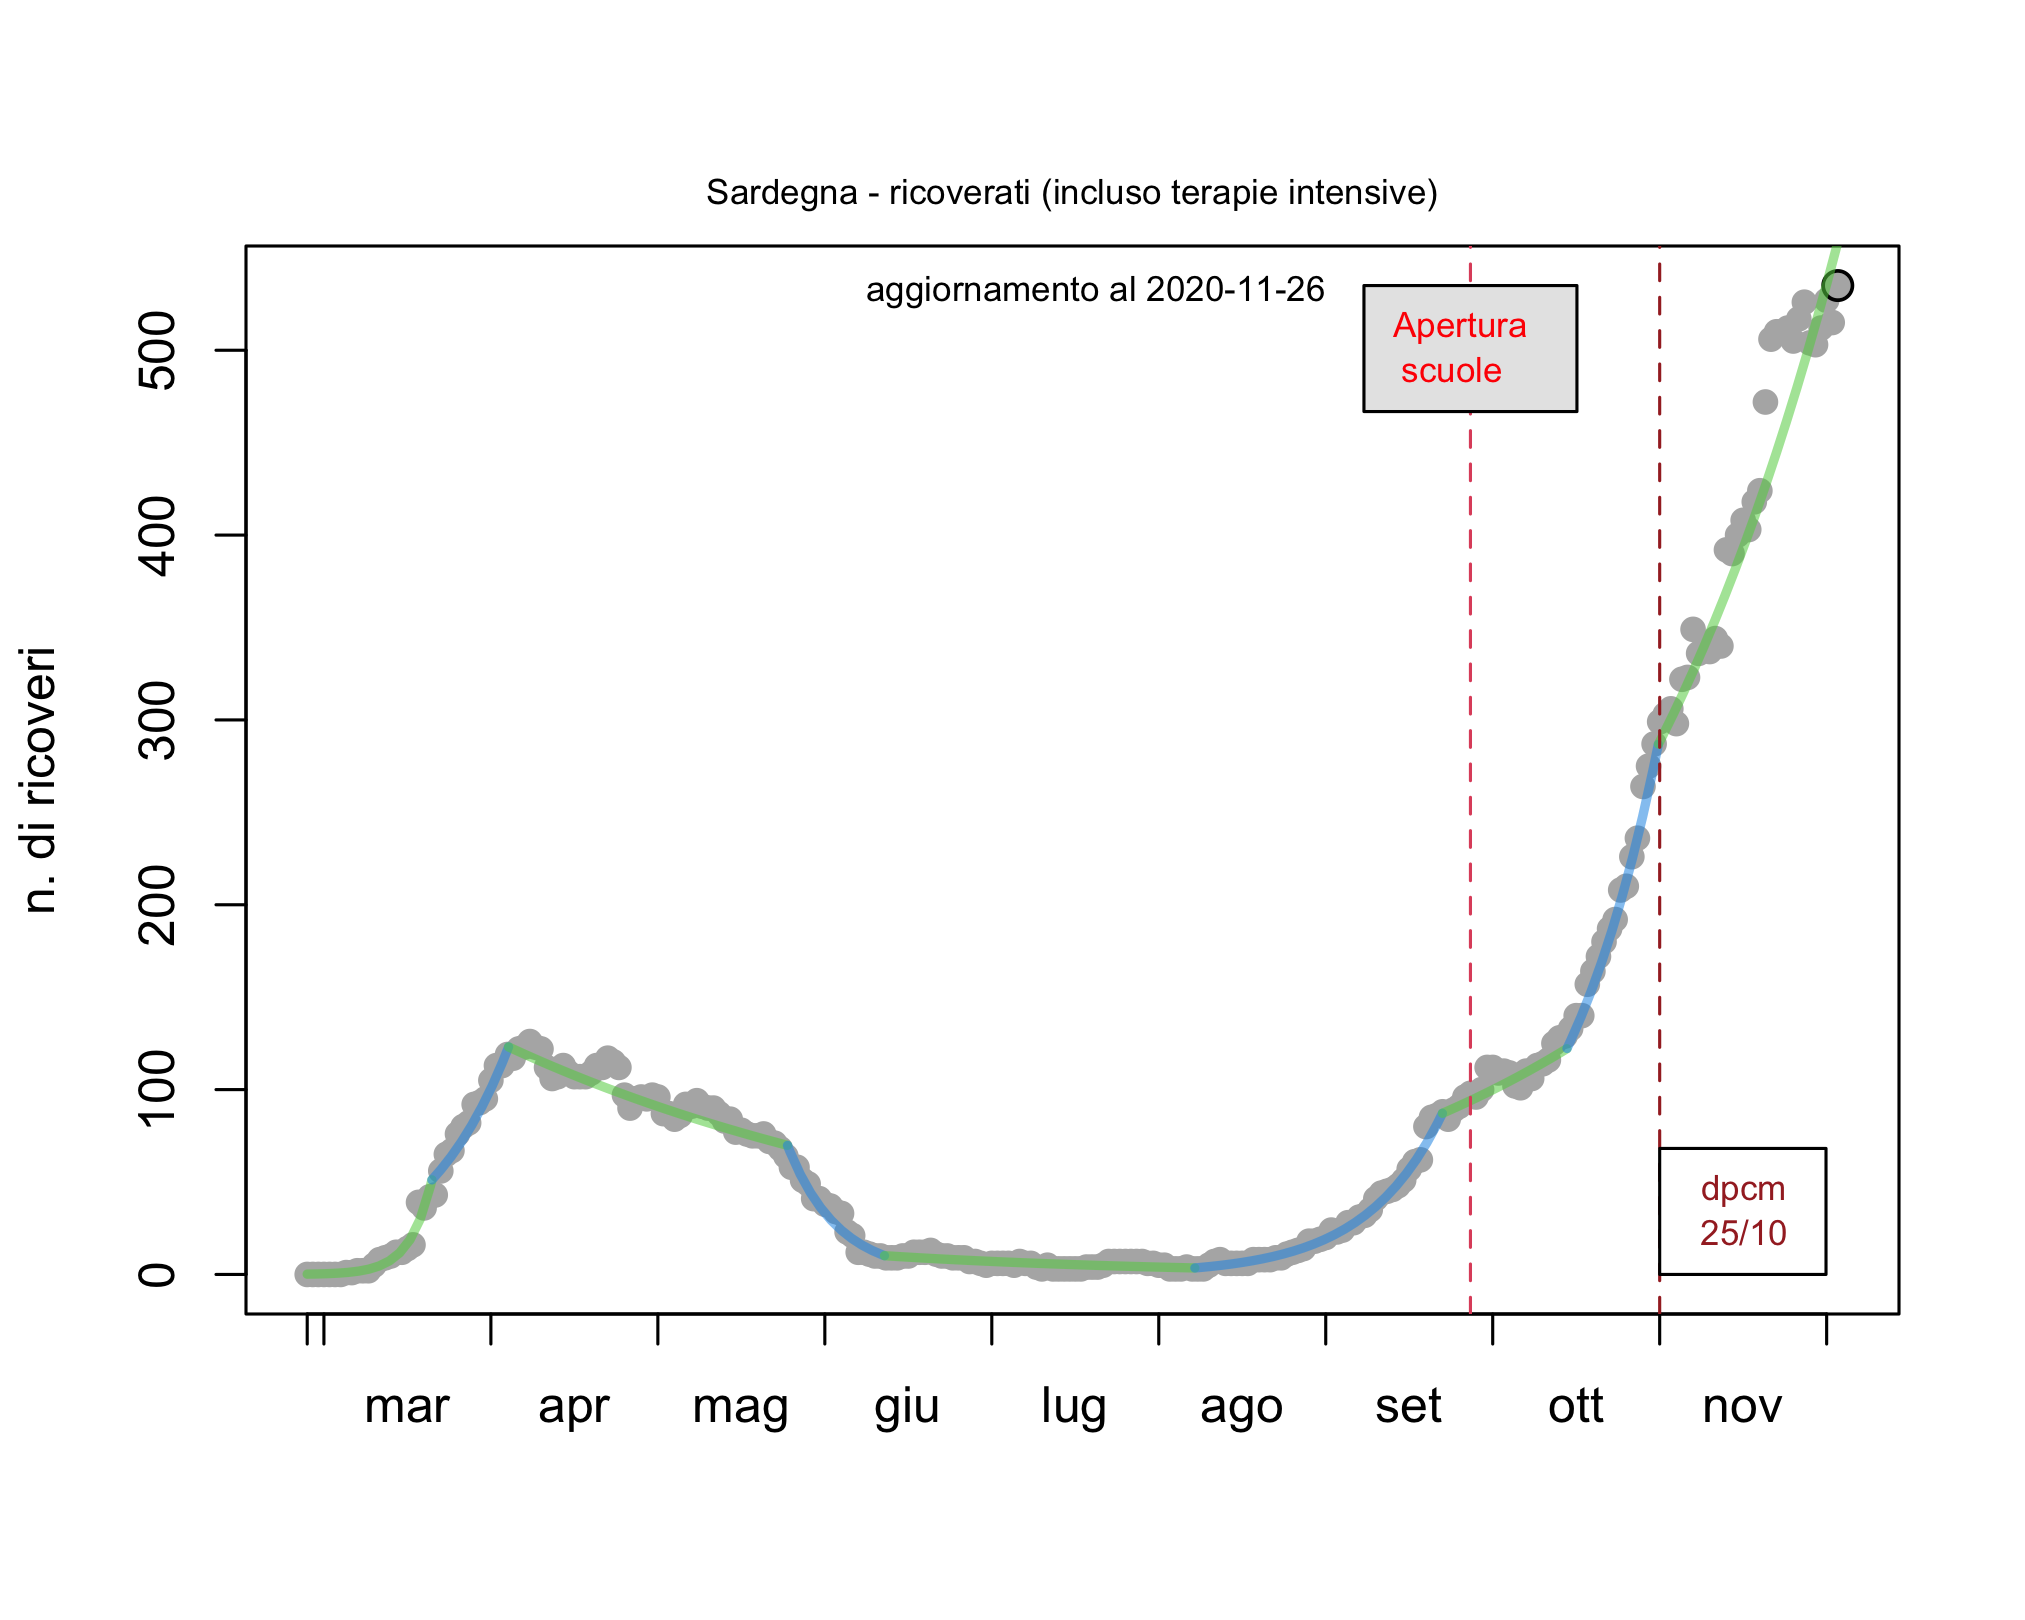 Sardegna - ricoverati (incluso terapie intensive)
aggiornamento al 2020-11-26
Apertura
scuole
n. di ricoveri
500
400
300
200
100
0
dpcm
25/10
mar apr mag giu lug ago set ott nov